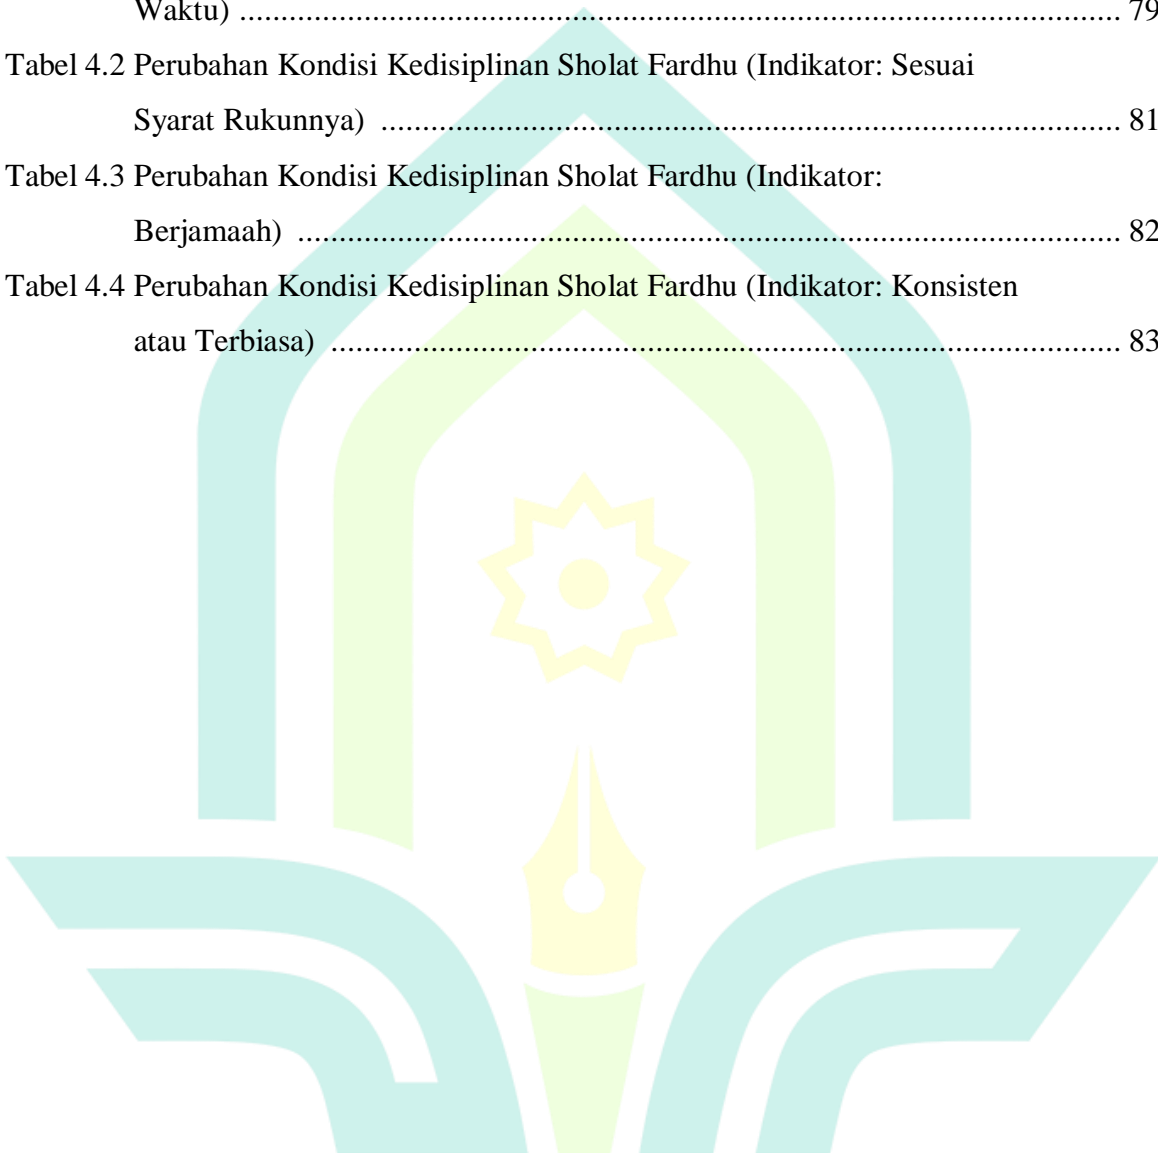 Waktu) .......................................................................................................... 79
Tabel 4.2 Perubahan Kondisi Kedisiplinan Sholat Fardhu (Indikator: Sesuai
Syarat Rukunnya) ......................................................................................... 81
Tabel 4.3 Perubahan Kondisi Kedisiplinan Sholat Fardhu (Indikator:
Berjamaah) ................................................................................................... 82
Tabel 4.4 Perubahan Kondisi Kedisiplinan Sholat Fardhu (Indikator: Konsisten
atau Terbiasa) ............................................................................................... 83